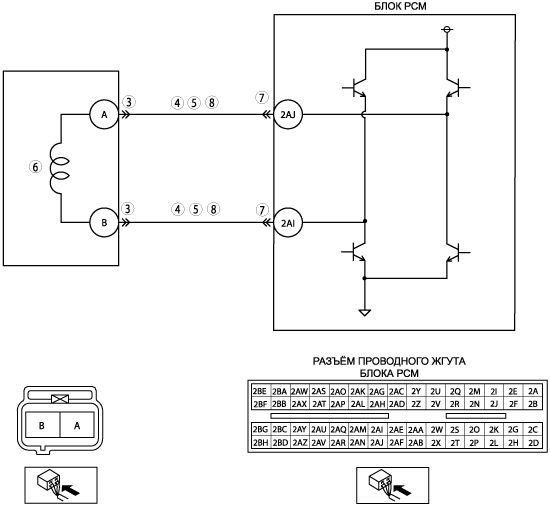 БЛОК PCM
A ③ ④ ⑤ ⑧ ⑦ 2AJ
⑥
B ③ ④ ⑤ ⑧ ⑦ 2AI
РАЗЪЁМ ПРОВОДНОГО ЖГУТА
БЛОКА PCM
2BE 2BA 2AW 2AS 2AO 2AK 2AG 2AC 2Y 2U 2Q 2M 2I 2E 2A
2BF 2BB 2AX 2AT 2AP 2AL 2AH 2AD 2Z 2V 2R 2N 2J 2F 2B
2BG 2BC 2AY 2AU 2AQ 2AM 2AI 2AE 2AA 2W 2S 2O 2K 2G 2C
2BH 2BD 2AZ 2AV 2AR 2AN 2AJ 2AF 2AB 2X 2T 2P 2L 2H 2D
B A